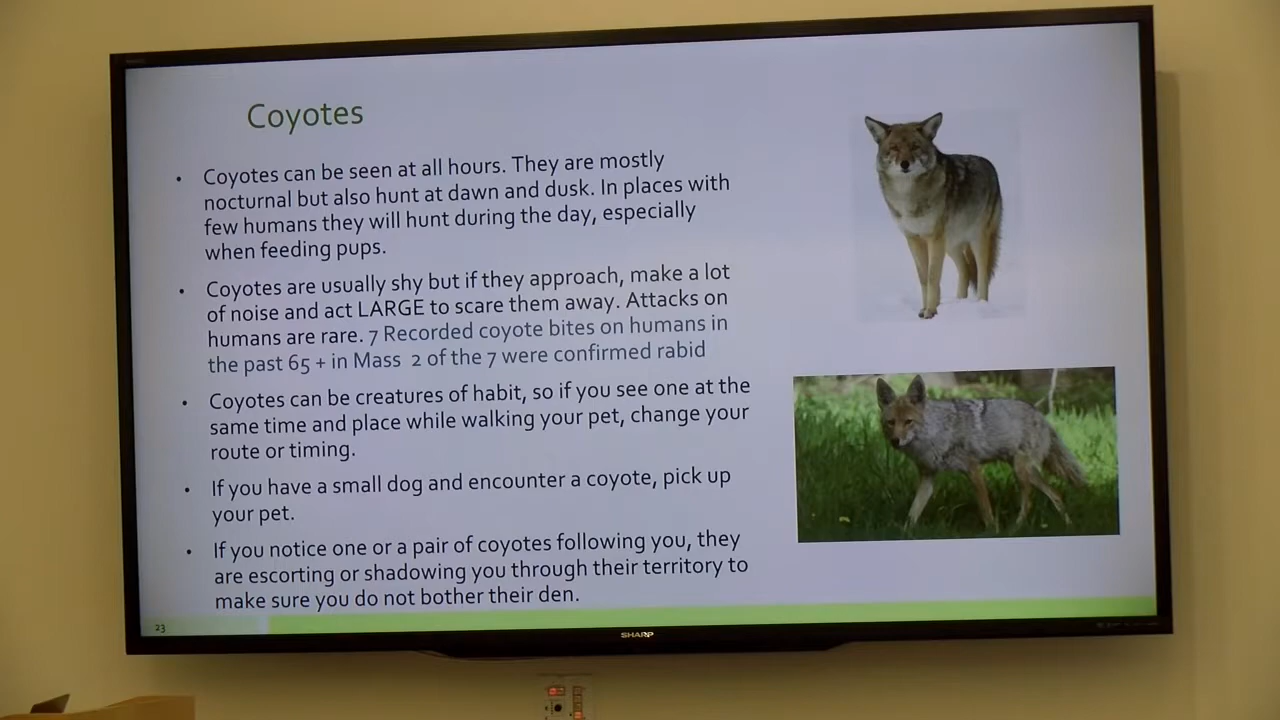 Coyotes
• Coyotes can be seen at all hours. They are mostly
nocturnal but also hunt at dawn and dusk. In places with
few humans they will hunt during the day, especially
when feeding pups.
• Coyotes are usually shy but if they approach, make a lot
of noise and act LARGE to scare them away. Attacks on
humans are rare. 7 Recorded coyote bites on humans in
the past 65 + in Mass 2 of the 7 were confirmed rabid
• Coyotes can be creatures of habit, so if you see one at the
same time and place while walking your pet, change your
route or timing.
• If you have a small dog and encounter a coyote, pick up
your pet.
• If you notice one or a pair of coyotes following you, they
are escorting or shadowing you through their territory to
make sure you do not bother their den.
23
SHARP